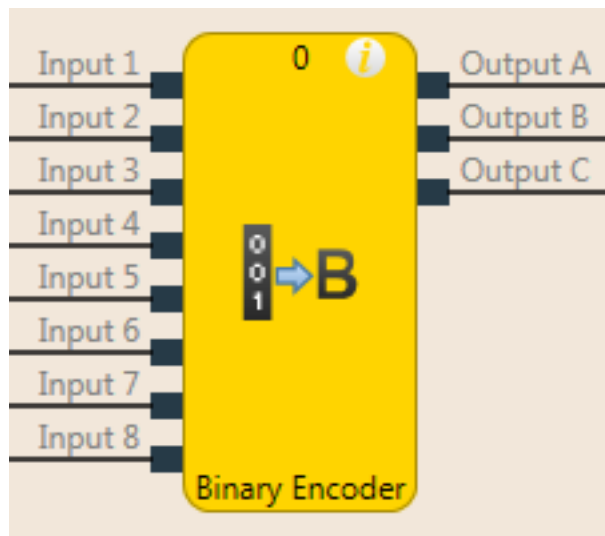 0 i
Input 1
Output A
Input 2
Output B
Input 3
Output C
Input 4
0
0
1
B
Input 5
Input 6
Input 7
Input 8
Binary Encoder